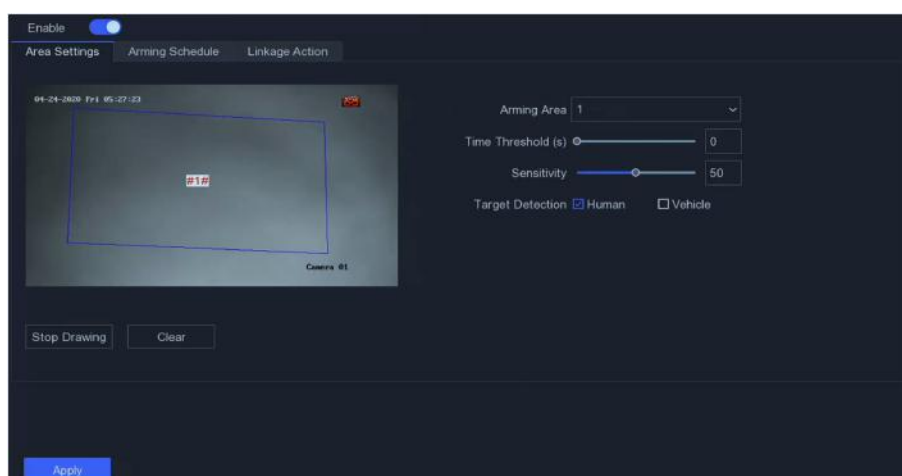 Enable
Area Settings Arming Schedule Linkage Action
04-24-2020 Fri 05:27:23
Arming Area 1
Time Threshold (s) 0
#1#
Sensitivity 50
Target Detection Human Vehicle
Camera 01
Stop Drawing Clear
Apply